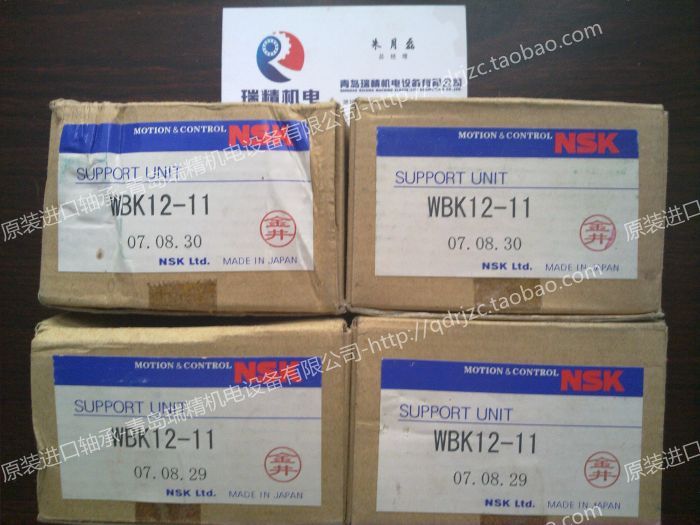 朱月磊
总经理
瑞精机电
青岛瑞精机电设备有限公司
MOTION & CONTROL NSK
SUPPORT UNIT
WBK12-11
07.08.30
金井
NSK Ltd. MADE IN JAPAN
MOTION & CONTROL NSK
SUPPORT UNIT
WBK12-11
07.08.30
金井
NSK Ltd. MADE IN JAPAN
MOTION & CONTROL NSK
SUPPORT UNIT
WBK12-11
07.08.29
金井
NSK Ltd. MADE IN JAPAN
MOTION & CONTROL NSK
SUPPORT UNIT
WBK12-11
07.08.29
金井
NSK Ltd. MADE IN JAPAN
原装进口轴承-青岛瑞精机电设备有限公司-http://qdrjzc.taobao.com
原装进口轴承-青岛瑞精机电设备有限公司-http://qdrjzc.taobao.com
原装进口